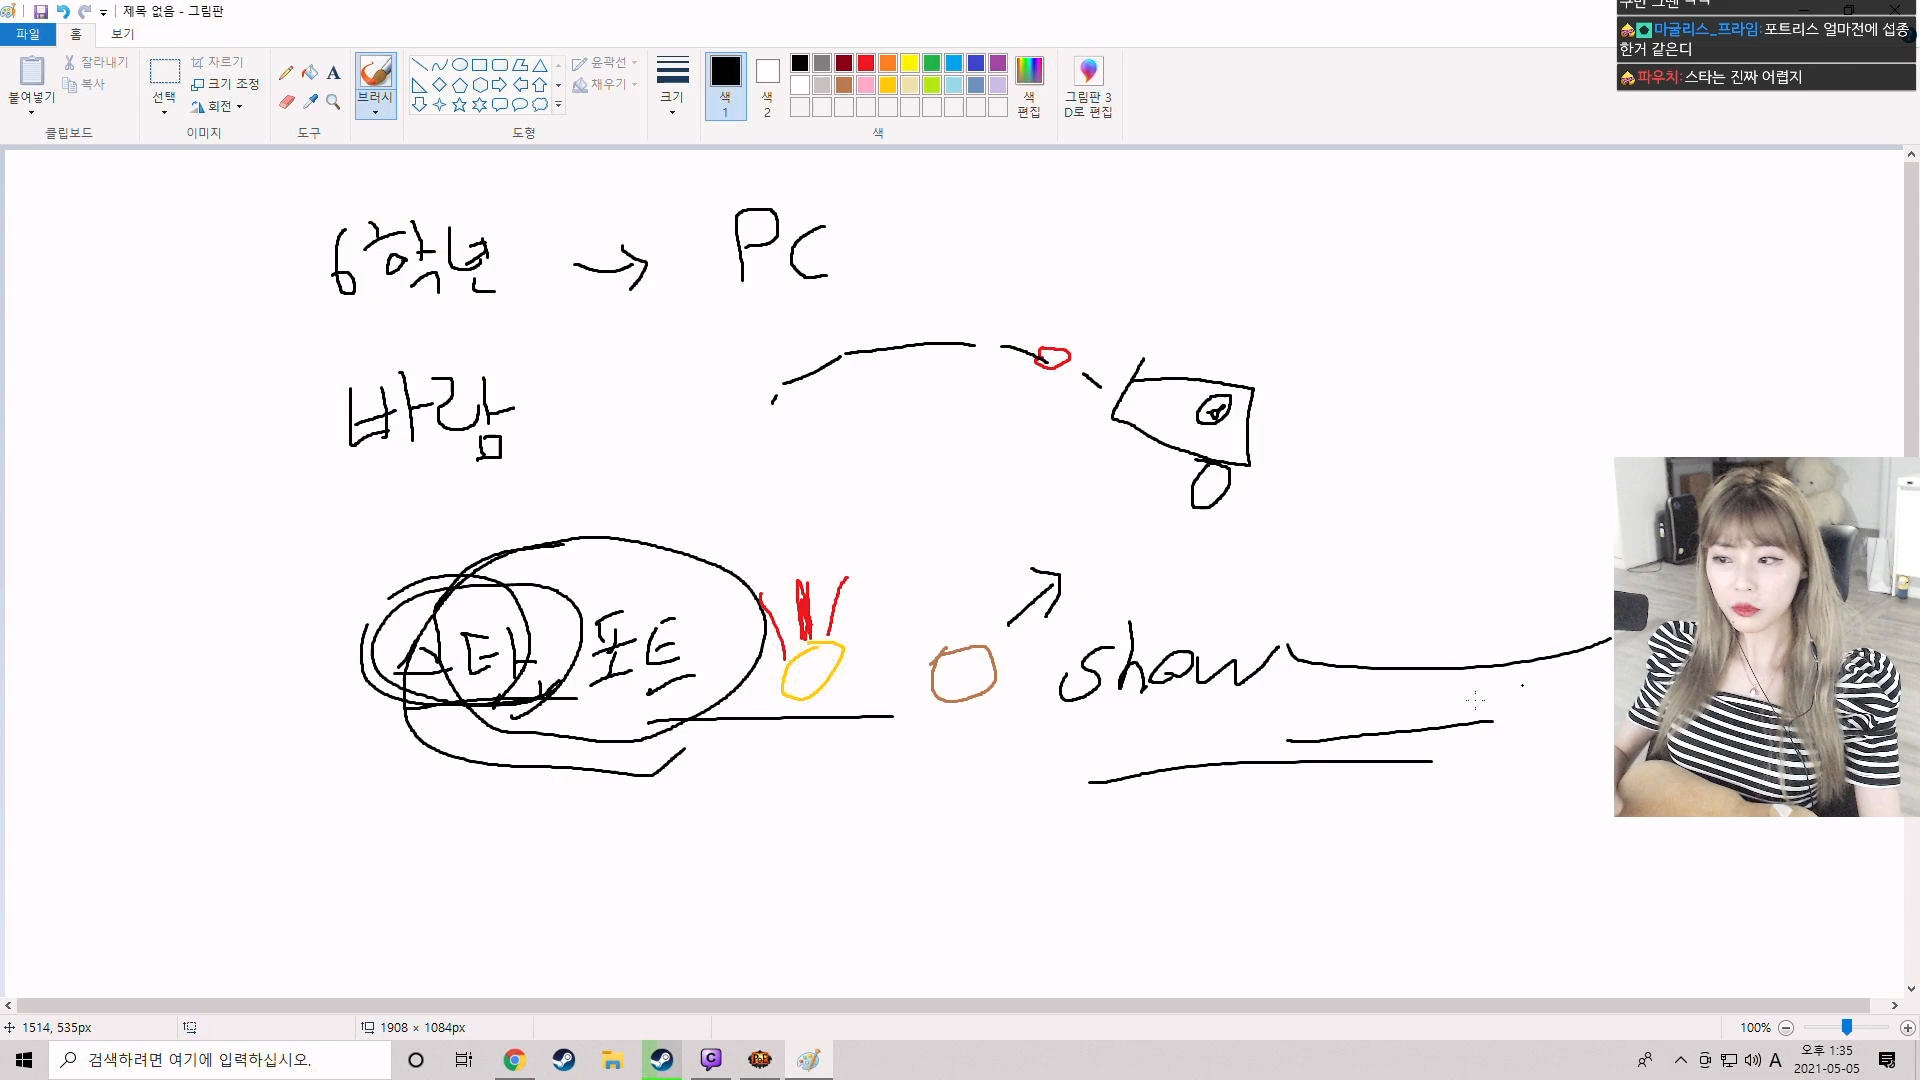 제목 없음 - 그림판
파일 홈 보기
붙여넣기
잘라내기
복사
클립보드
선택
자르기
크기 조정
회전
이미지
도구
브러시
윤곽선
채우기
도형
크기
색 1
색 2
색 편집
색
그림판 3D로 편집
마굴리스_프라임: 포트리스 얼마전에 섭종한거 같은디
파우치: 스타는 진짜 어렵지
6학년 → PC
바람
스타 포트 show
1514, 535px
1908 × 1084px
100%
검색하려면 여기에 입력하십시오.
A
오후 1:35
2021-05-05